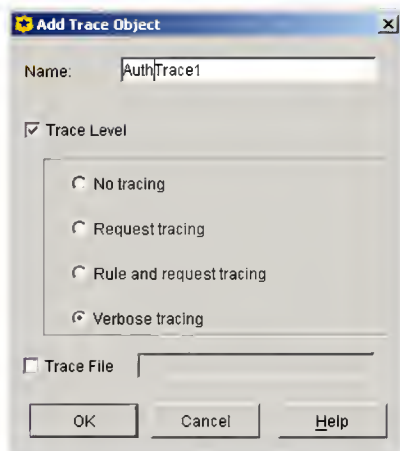 Add Trace Object
Name: AuthTrace1
Trace Level
No tracing
Request tracing
Rule and request tracing
Verbose tracing
Trace File
OK Cancel Help